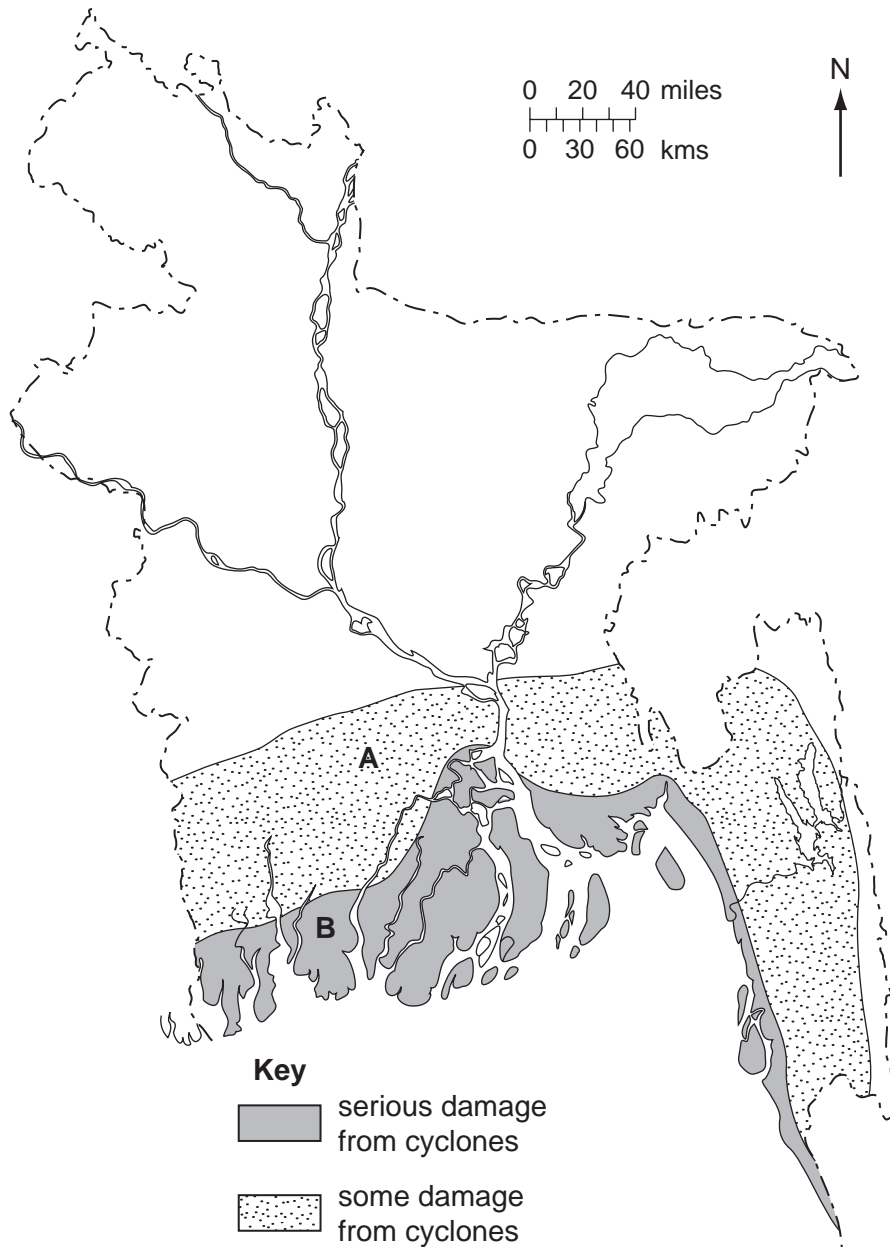 N
0 20 40 miles
0 30 60 kms
A
B
Key
serious damage
from cyclones
some damage
from cyclones